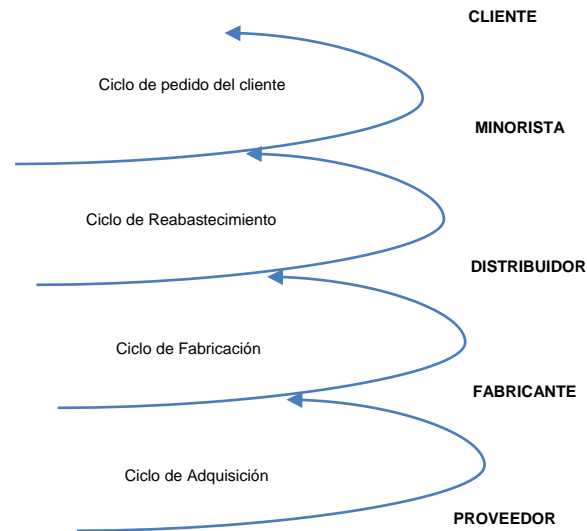 CLIENTE
Ciclo de pedido del cliente
MINORISTA
Ciclo de Reabastecimiento
DISTRIBUIDOR
Ciclo de Fabricación
FABRICANTE
Ciclo de Adquisición
PROVEEDOR